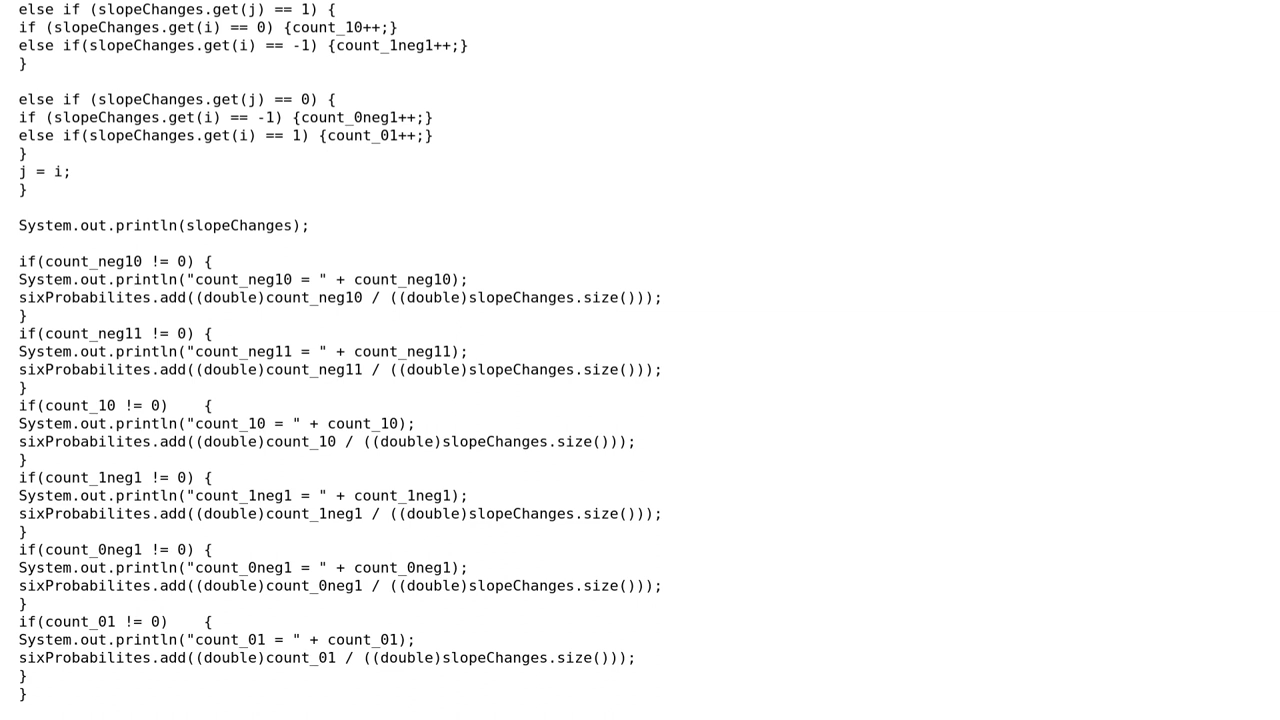 else if (slopeChanges.get(j) == 1) {
if (slopeChanges.get(i) == 0) {count_10++;}
else if(slopeChanges.get(i) == -1) {count_1neg1++;}
}
else if (slopeChanges.get(j) == 0) {
if (slopeChanges.get(i) == -1) {count_0neg1++;}
else if(slopeChanges.get(i) == 1) {count_01++;}
}
j = i;
}
System.out.println(slopeChanges);
if(count_neg10 != 0) {
System.out.println("count_neg10 = " + count_neg10);
sixProbabilites.add((double)count_neg10 / ((double)slopeChanges.size()));
}
if(count_neg11 != 0) {
System.out.println("count_neg11 = " + count_neg11);
sixProbabilites.add((double)count_neg11 / ((double)slopeChanges.size()));
}
if(count_10 != 0)    {
System.out.println("count_10 = " + count_10);
sixProbabilites.add((double)count_10 / ((double)slopeChanges.size()));
}
if(count_1neg1 != 0) {
System.out.println("count_1neg1 = " + count_1neg1);
sixProbabilites.add((double)count_1neg1 / ((double)slopeChanges.size()));
}
if(count_0neg1 != 0) {
System.out.println("count_0neg1 = " + count_0neg1);
sixProbabilites.add((double)count_0neg1 / ((double)slopeChanges.size()));
}
if(count_01 != 0)    {
System.out.println("count_01 = " + count_01);
sixProbabilites.add((double)count_01 / ((double)slopeChanges.size()));
}
}